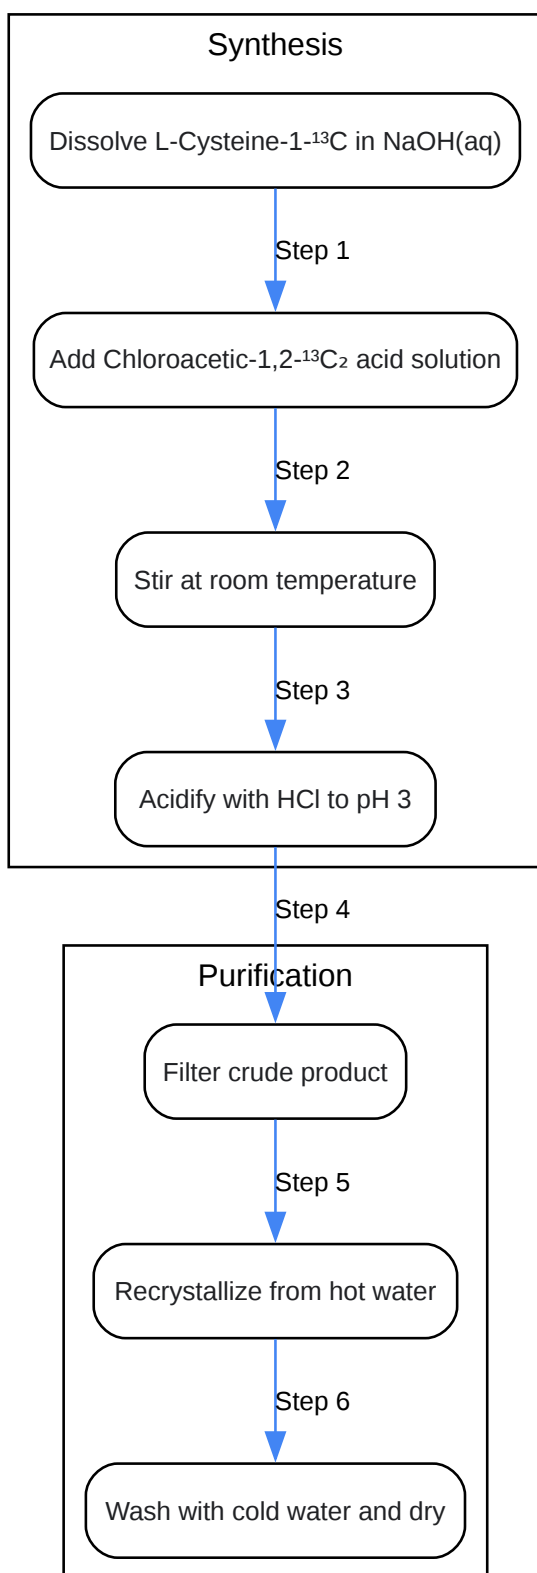 Synthesis
Dissolve L-Cysteine-1-¹³C in NaOH(aq)
Step 1
Add Chloroacetic-1,2-¹³C₂ acid solution
Step 2
Stir at room temperature
Step 3
Acidify with HCl to pH 3
Step 4
Purification
Filter crude product
Step 5
Recrystallize from hot water
Step 6
Wash with cold water and dry